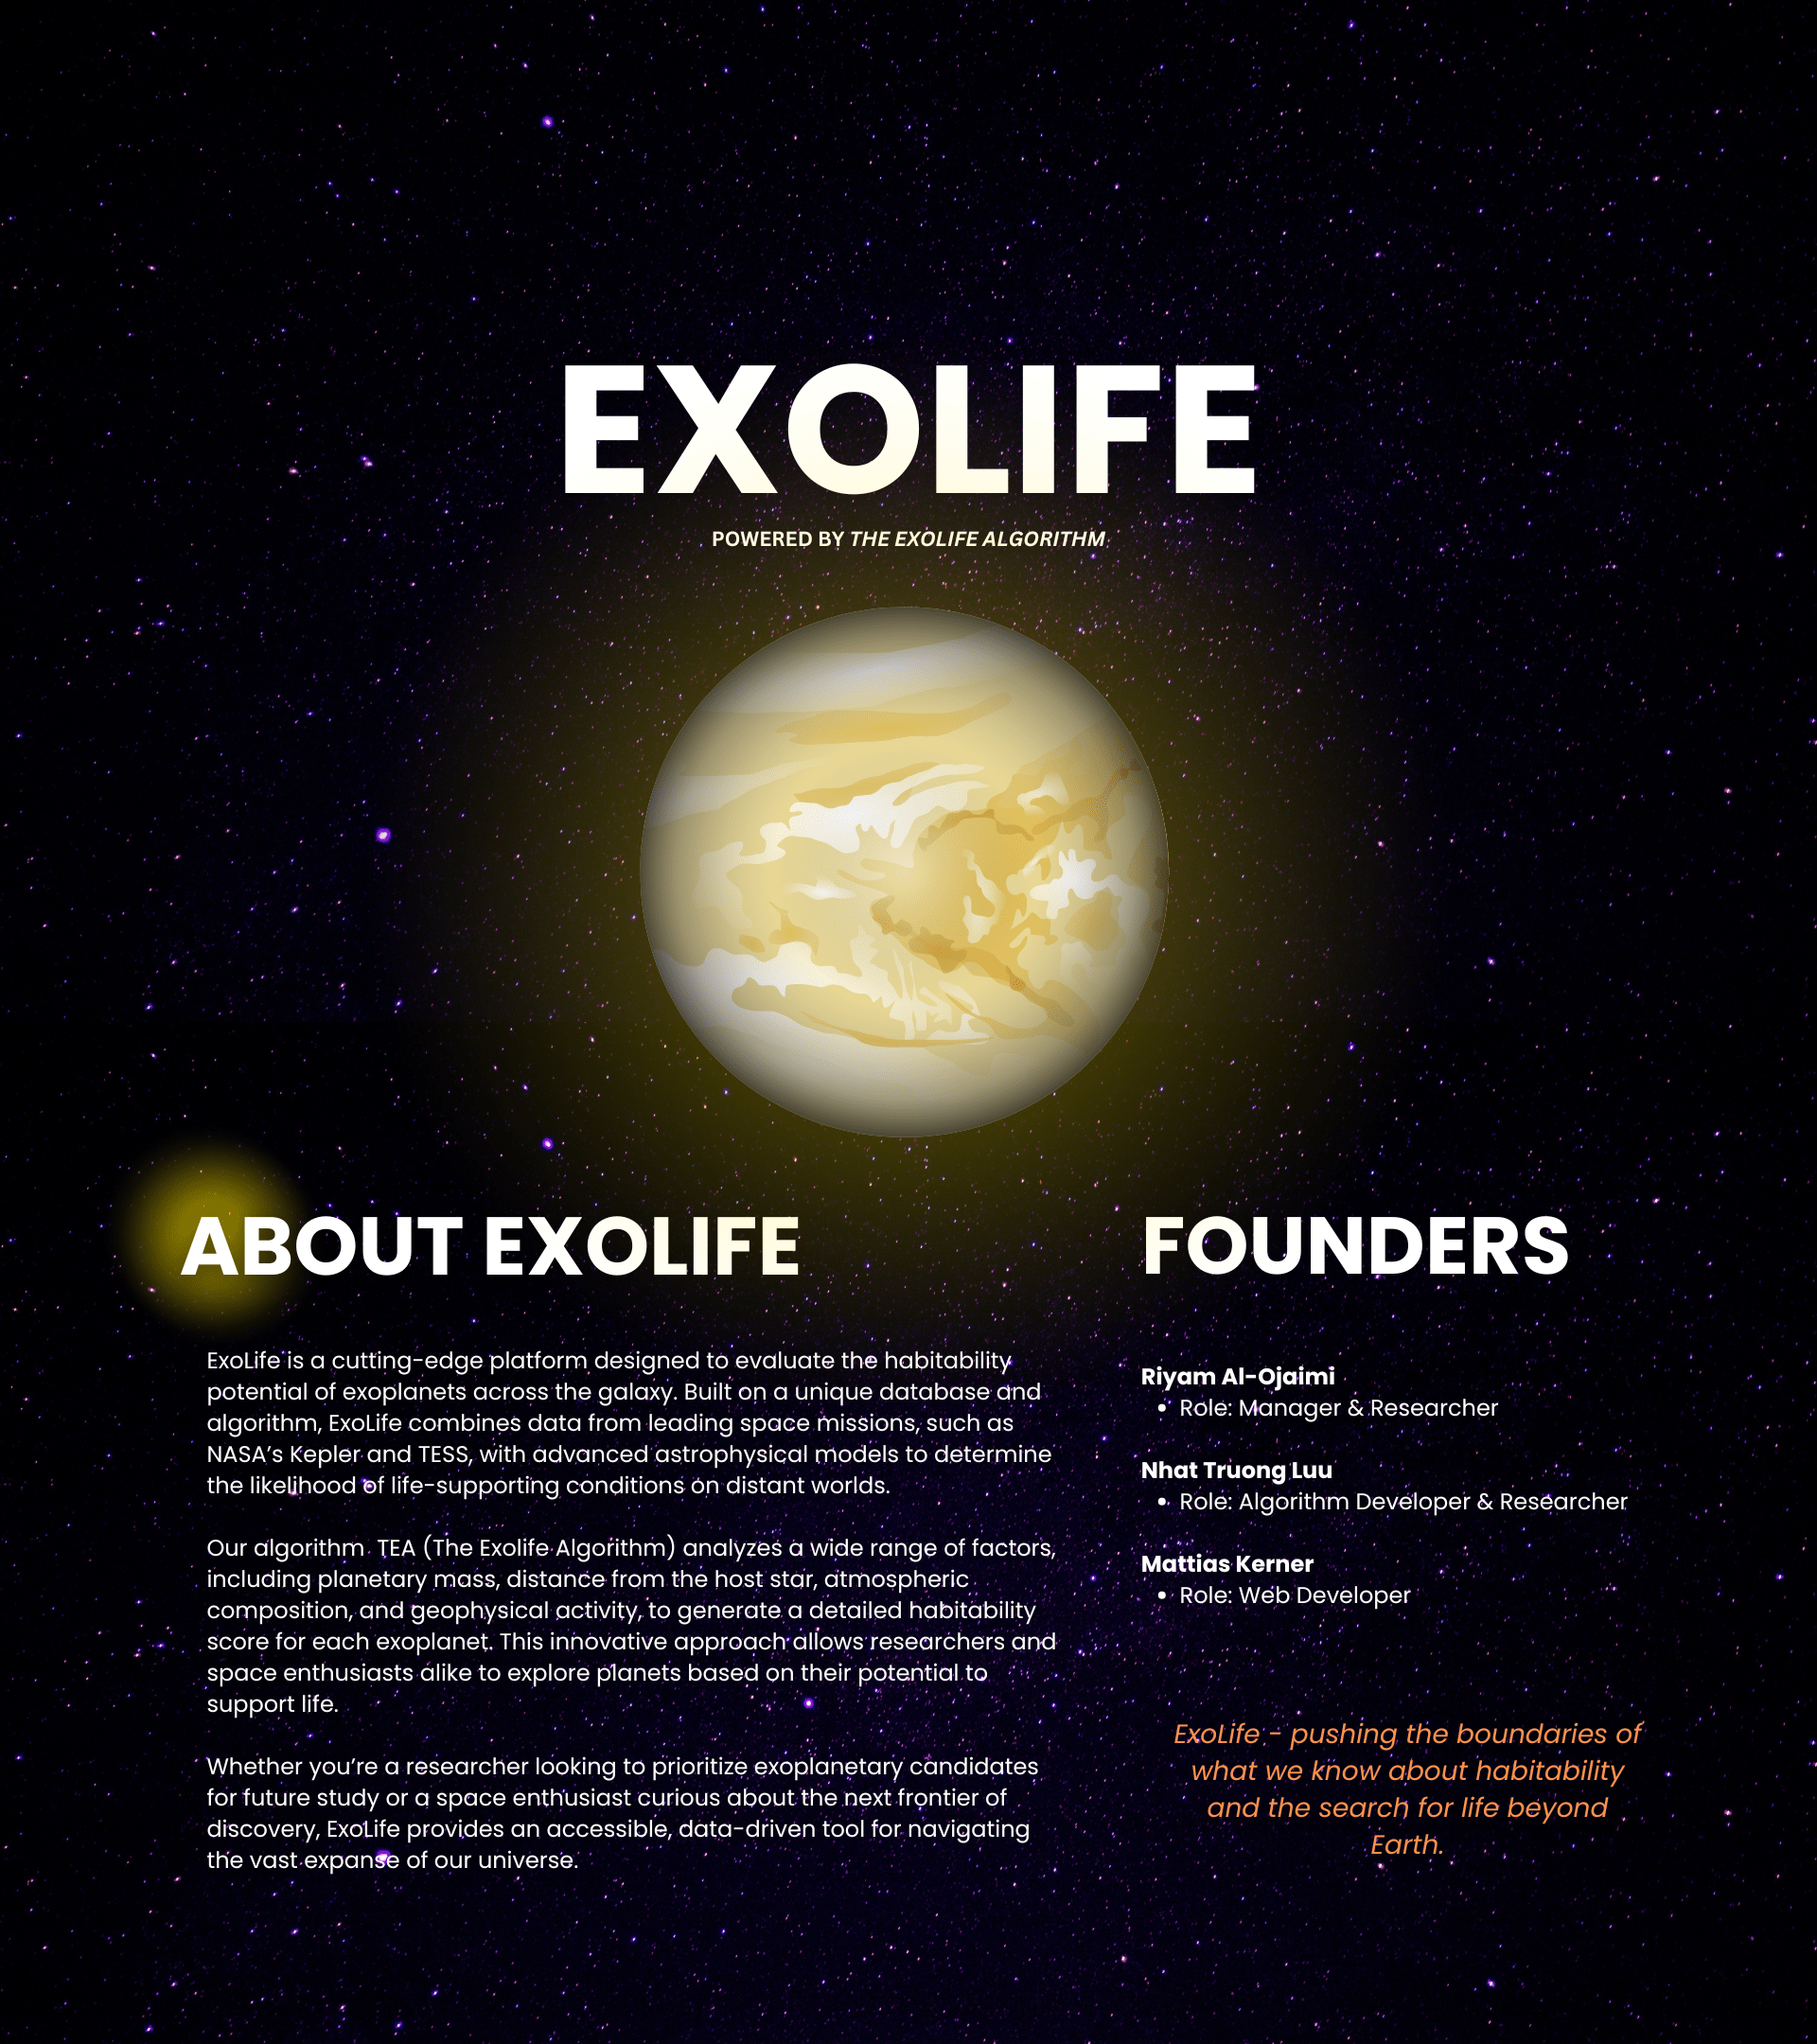 EXOLIFE
POWERED BY THE EXOLIFE ALGORITHM
ABOUT EXOLIFE
ExoLife is a cutting-edge platform designed to evaluate the habitability
potential of exoplanets across the galaxy. Built on a unique database and
algorithm, ExoLife combines data from leading space missions, such as
NASA’s Kepler and TESS, with advanced astrophysical models to determine
the likelihood of life-supporting conditions on distant worlds.
Our algorithm  TEA (The Exolife Algorithm) analyzes a wide range of factors,
including planetary mass, distance from the host star, atmospheric
composition, and geophysical activity, to generate a detailed habitability
score for each exoplanet. This innovative approach allows researchers and
space enthusiasts alike to explore planets based on their potential to
support life.
Whether you’re a researcher looking to prioritize exoplanetary candidates
for future study or a space enthusiast curious about the next frontier of
discovery, ExoLife provides an accessible, data-driven tool for navigating
the vast expanse of our universe.
FOUNDERS
Riyam Al-Ojaimi
• Role: Manager & Researcher
Nhat Truong Luu
• Role: Algorithm Developer & Researcher
Mattias Kerner
• Role: Web Developer
ExoLife - pushing the boundaries of
what we know about habitability
and the search for life beyond
Earth.